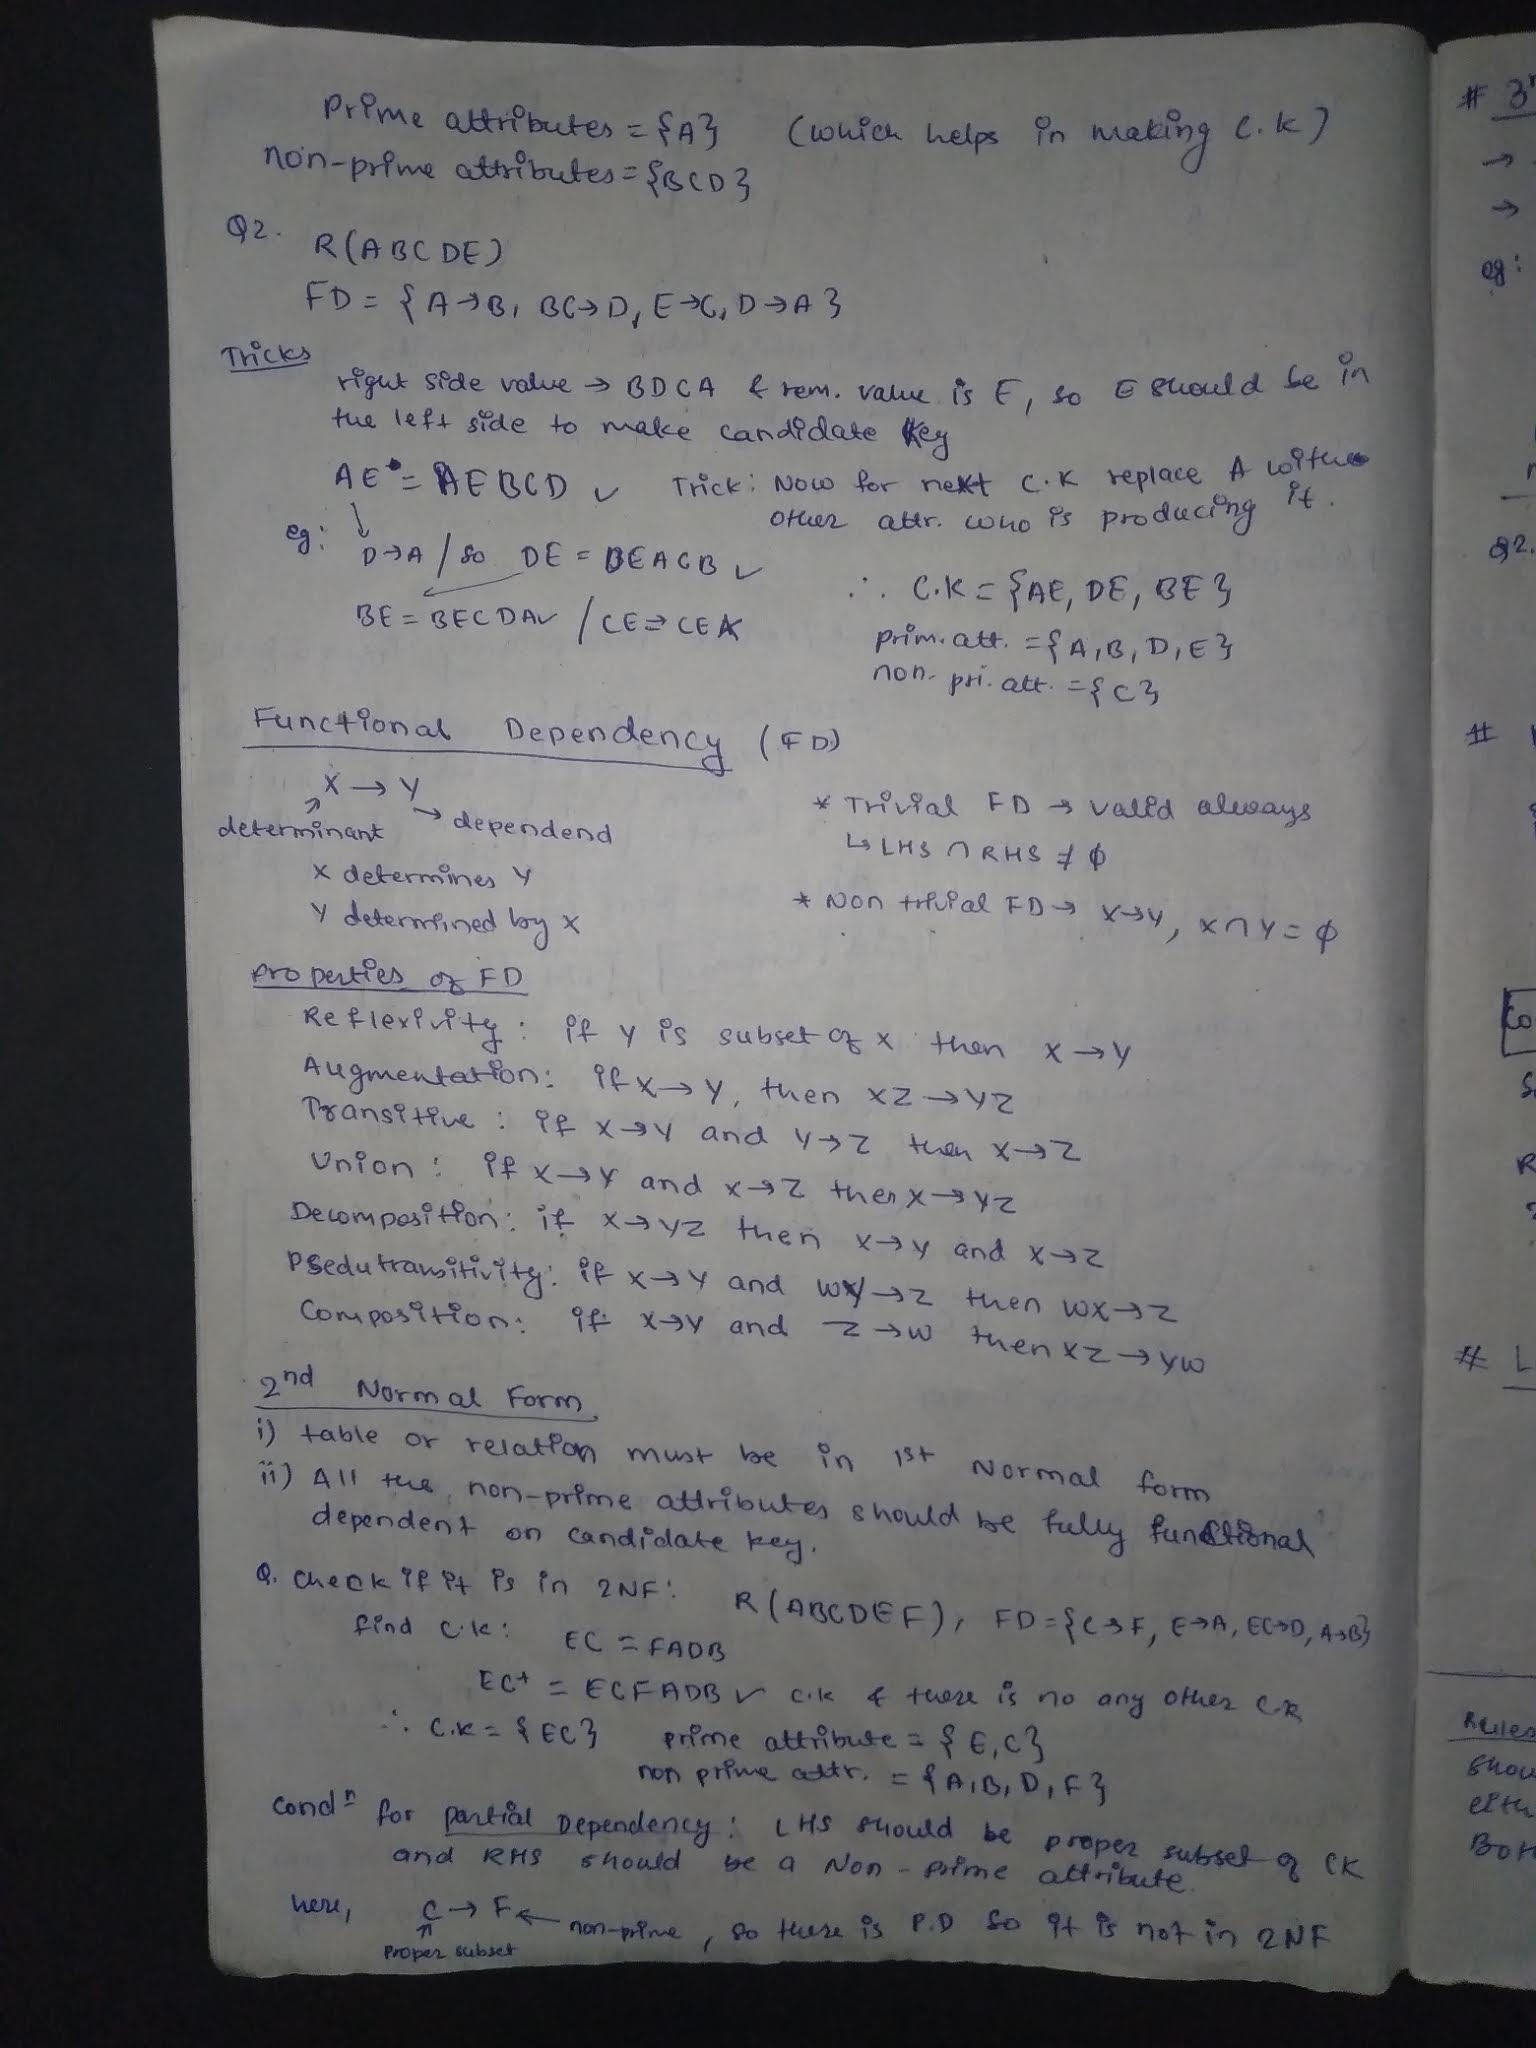 Prime attributes = {A} (which helps in making C.K)
non-prime attributes = {BCD}
Q2. R(ABCDE)
FD = {A→B, BC→D, E→C, D→A}
Tricks
right side value → BDCA & rem. value is E, so E should be in
the left side to make candidate key
AE⁺ = AEBCD ✓ Trick: Now for next C.K replace A with
other attr. who is producing it.
eg: D→A / so DE = DEACB ✓
∴ C.K = {AE, DE, BE}
BE = BECDA✓ / CE = CE X
prim. att. = {A,B,D,E}
non. pri. att. = {C}
Functional Dependency (FD)
X → Y
determinant → dependend
X determines Y
Y determined by X
* Trivial FD → valid always
↳ LHS ∩ RHS ≠ ϕ
* Non trivial FD → X→Y, X∩Y = ϕ
Properties of FD
Reflexivity: if Y is subset of X then X→Y
Augmentation: if X→Y, then XZ→YZ
Transitive: if X→Y and Y→Z then X→Z
Union: if X→Y and X→Z then X→YZ
Decomposition: if X→YZ then X→Y and X→Z
Psedutransitivity: if X→Y and WY→Z then WX→Z
Composition: if X→Y and Z→W then XZ→YW
2nd Normal Form
i) table or relation must be in 1st Normal form
ii) All the non-prime attributes should be fully functional
dependent on candidate key.
Q. Check if it is in 2NF: R(ABCDEF), FD={C→F, E→A, EC→D, A→B}
find C.k: EC = FADB
EC⁺ = ECFADB ✓ C.K & there is no any other CK
∴ C.K = {EC} prime attribute = {E,C}
non prime attr. = {A,B,D,F}
Condⁿ for partial Dependency: LHS should be proper subset of CK
and RHS should be a Non-prime attribute.
here, C → F ← non-prime, so there is P.D so it is not in 2NF
Proper subset
# 3
→
→
eg:
Q2.
#
# L
Rules
Both